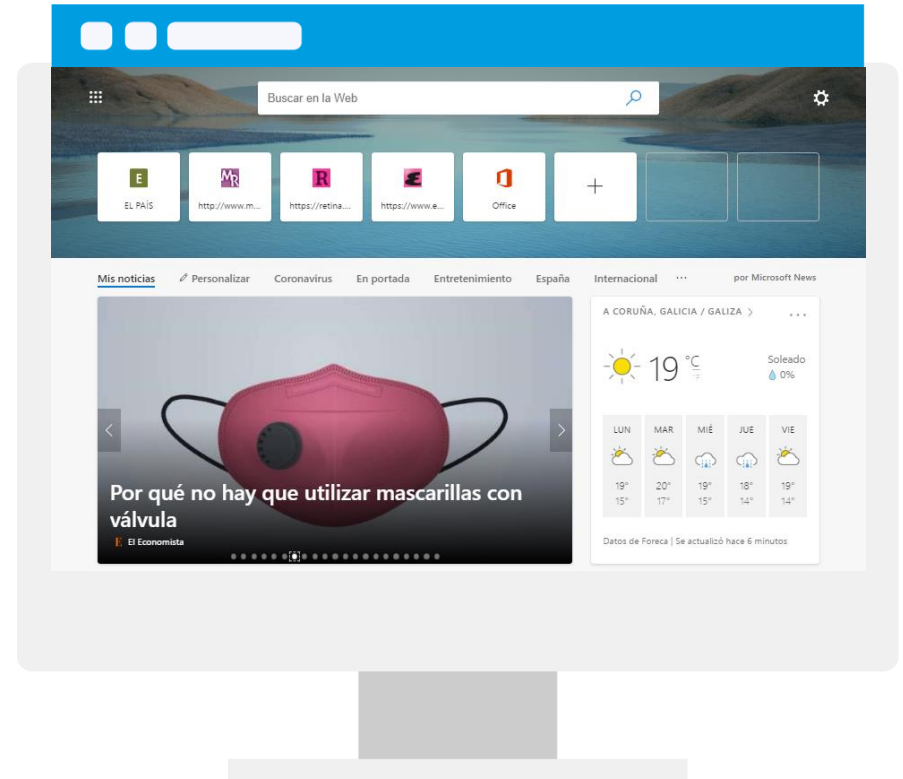 Buscar en la Web
E
EL PAÍS
MR
http://www.m...
R
https://retina....
E
https://www.e...
Office
Mis noticias Personalizar Coronavirus En portada Entretenimiento España Internacional ... por Microsoft News
Por qué no hay que utilizar mascarillas con
válvula
E El Economista
A CORUÑA, GALICIA / GALIZA > ...
19 °C
Soleado
0%
LUN MAR MIÉ JUE VIE
19° 20° 19° 18° 19°
15° 17° 15° 14° 14°
Datos de Foreca | Se actualizó hace 6 minutos